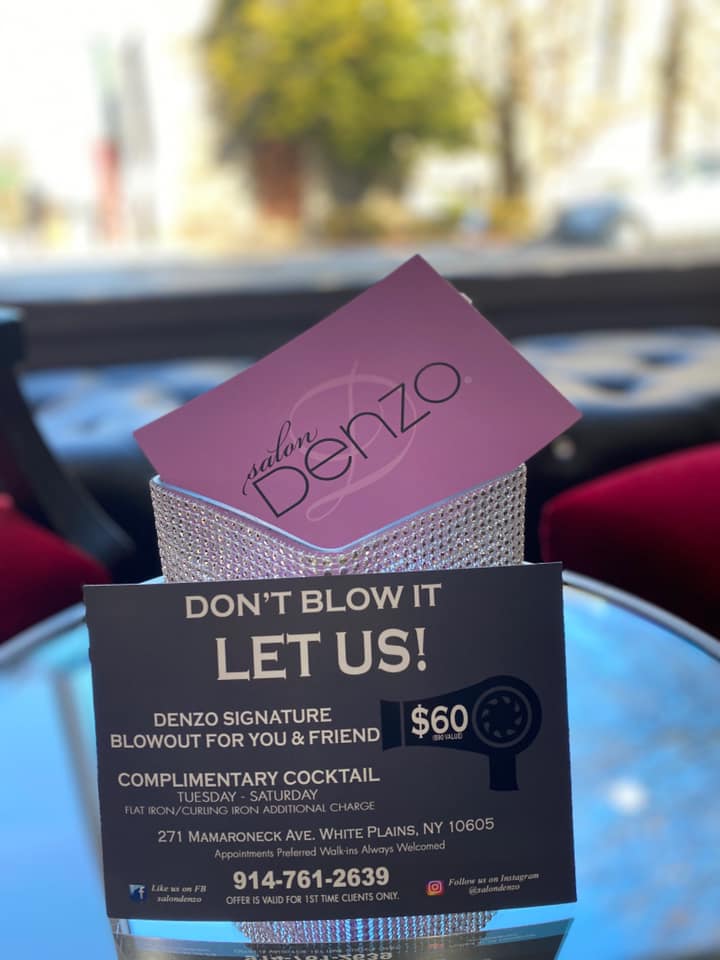 salon
Denzo
DON'T BLOW IT
LET US!
DENZO SIGNATURE
BLOWOUT FOR YOU & FRIEND
$60
($90 VALUE)
COMPLIMENTARY COCKTAIL
TUESDAY - SATURDAY
FLAT IRON/CURLING IRON ADDITIONAL CHARGE
271 MAMARONECK AVE. WHITE PLAINS, NY 10605
Appointments Preferred Walk-ins Always Welcomed
914-761-2639
OFFER IS VALID FOR 1ST TIME CLIENTS ONLY.
Like us on FB
salondenzo
Follow us on Instagram
@salondenzo
914-761-2639